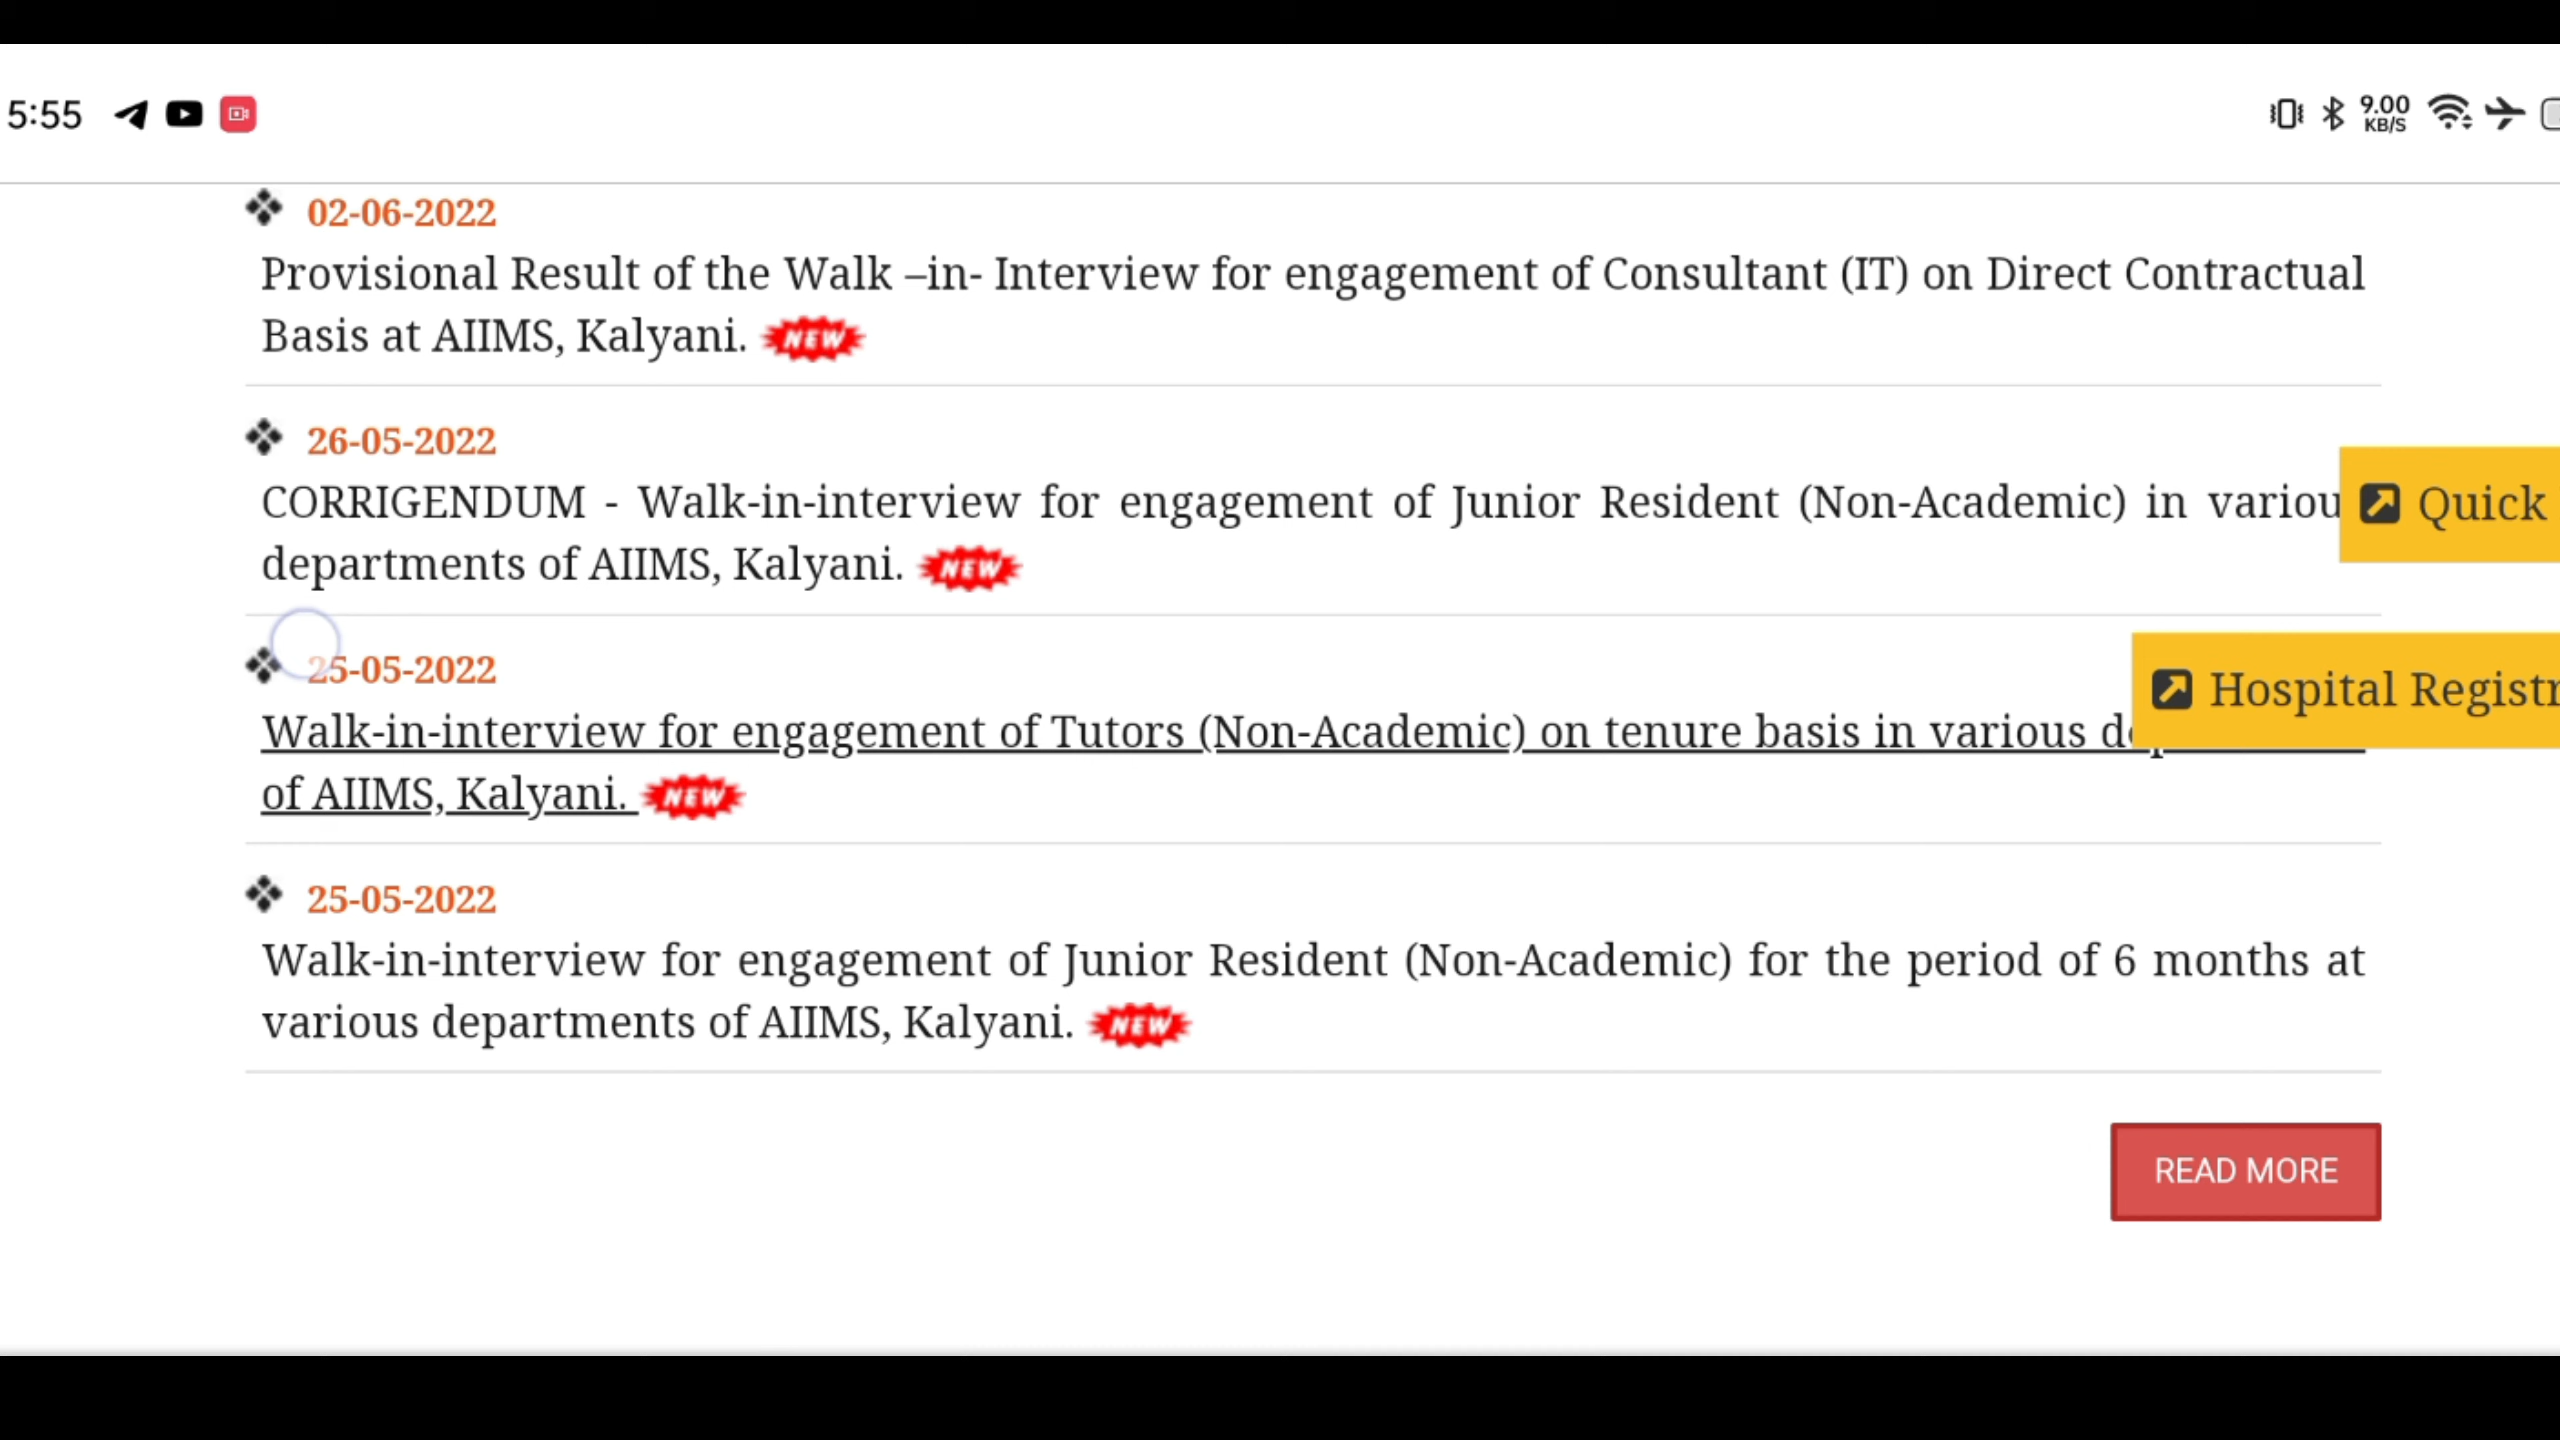 5:55
9.00
KB/S
02-06-2022
Provisional Result of the Walk –in- Interview for engagement of Consultant (IT) on Direct Contractual
Basis at AIIMS, Kalyani. NEW
26-05-2022
CORRIGENDUM - Walk-in-interview for engagement of Junior Resident (Non-Academic) in variou
departments of AIIMS, Kalyani. NEW
Quick
25-05-2022
Hospital Registr
Walk-in-interview for engagement of Tutors (Non-Academic) on tenure basis in various
of AIIMS, Kalyani. NEW
25-05-2022
Walk-in-interview for engagement of Junior Resident (Non-Academic) for the period of 6 months at
various departments of AIIMS, Kalyani. NEW
READ MORE